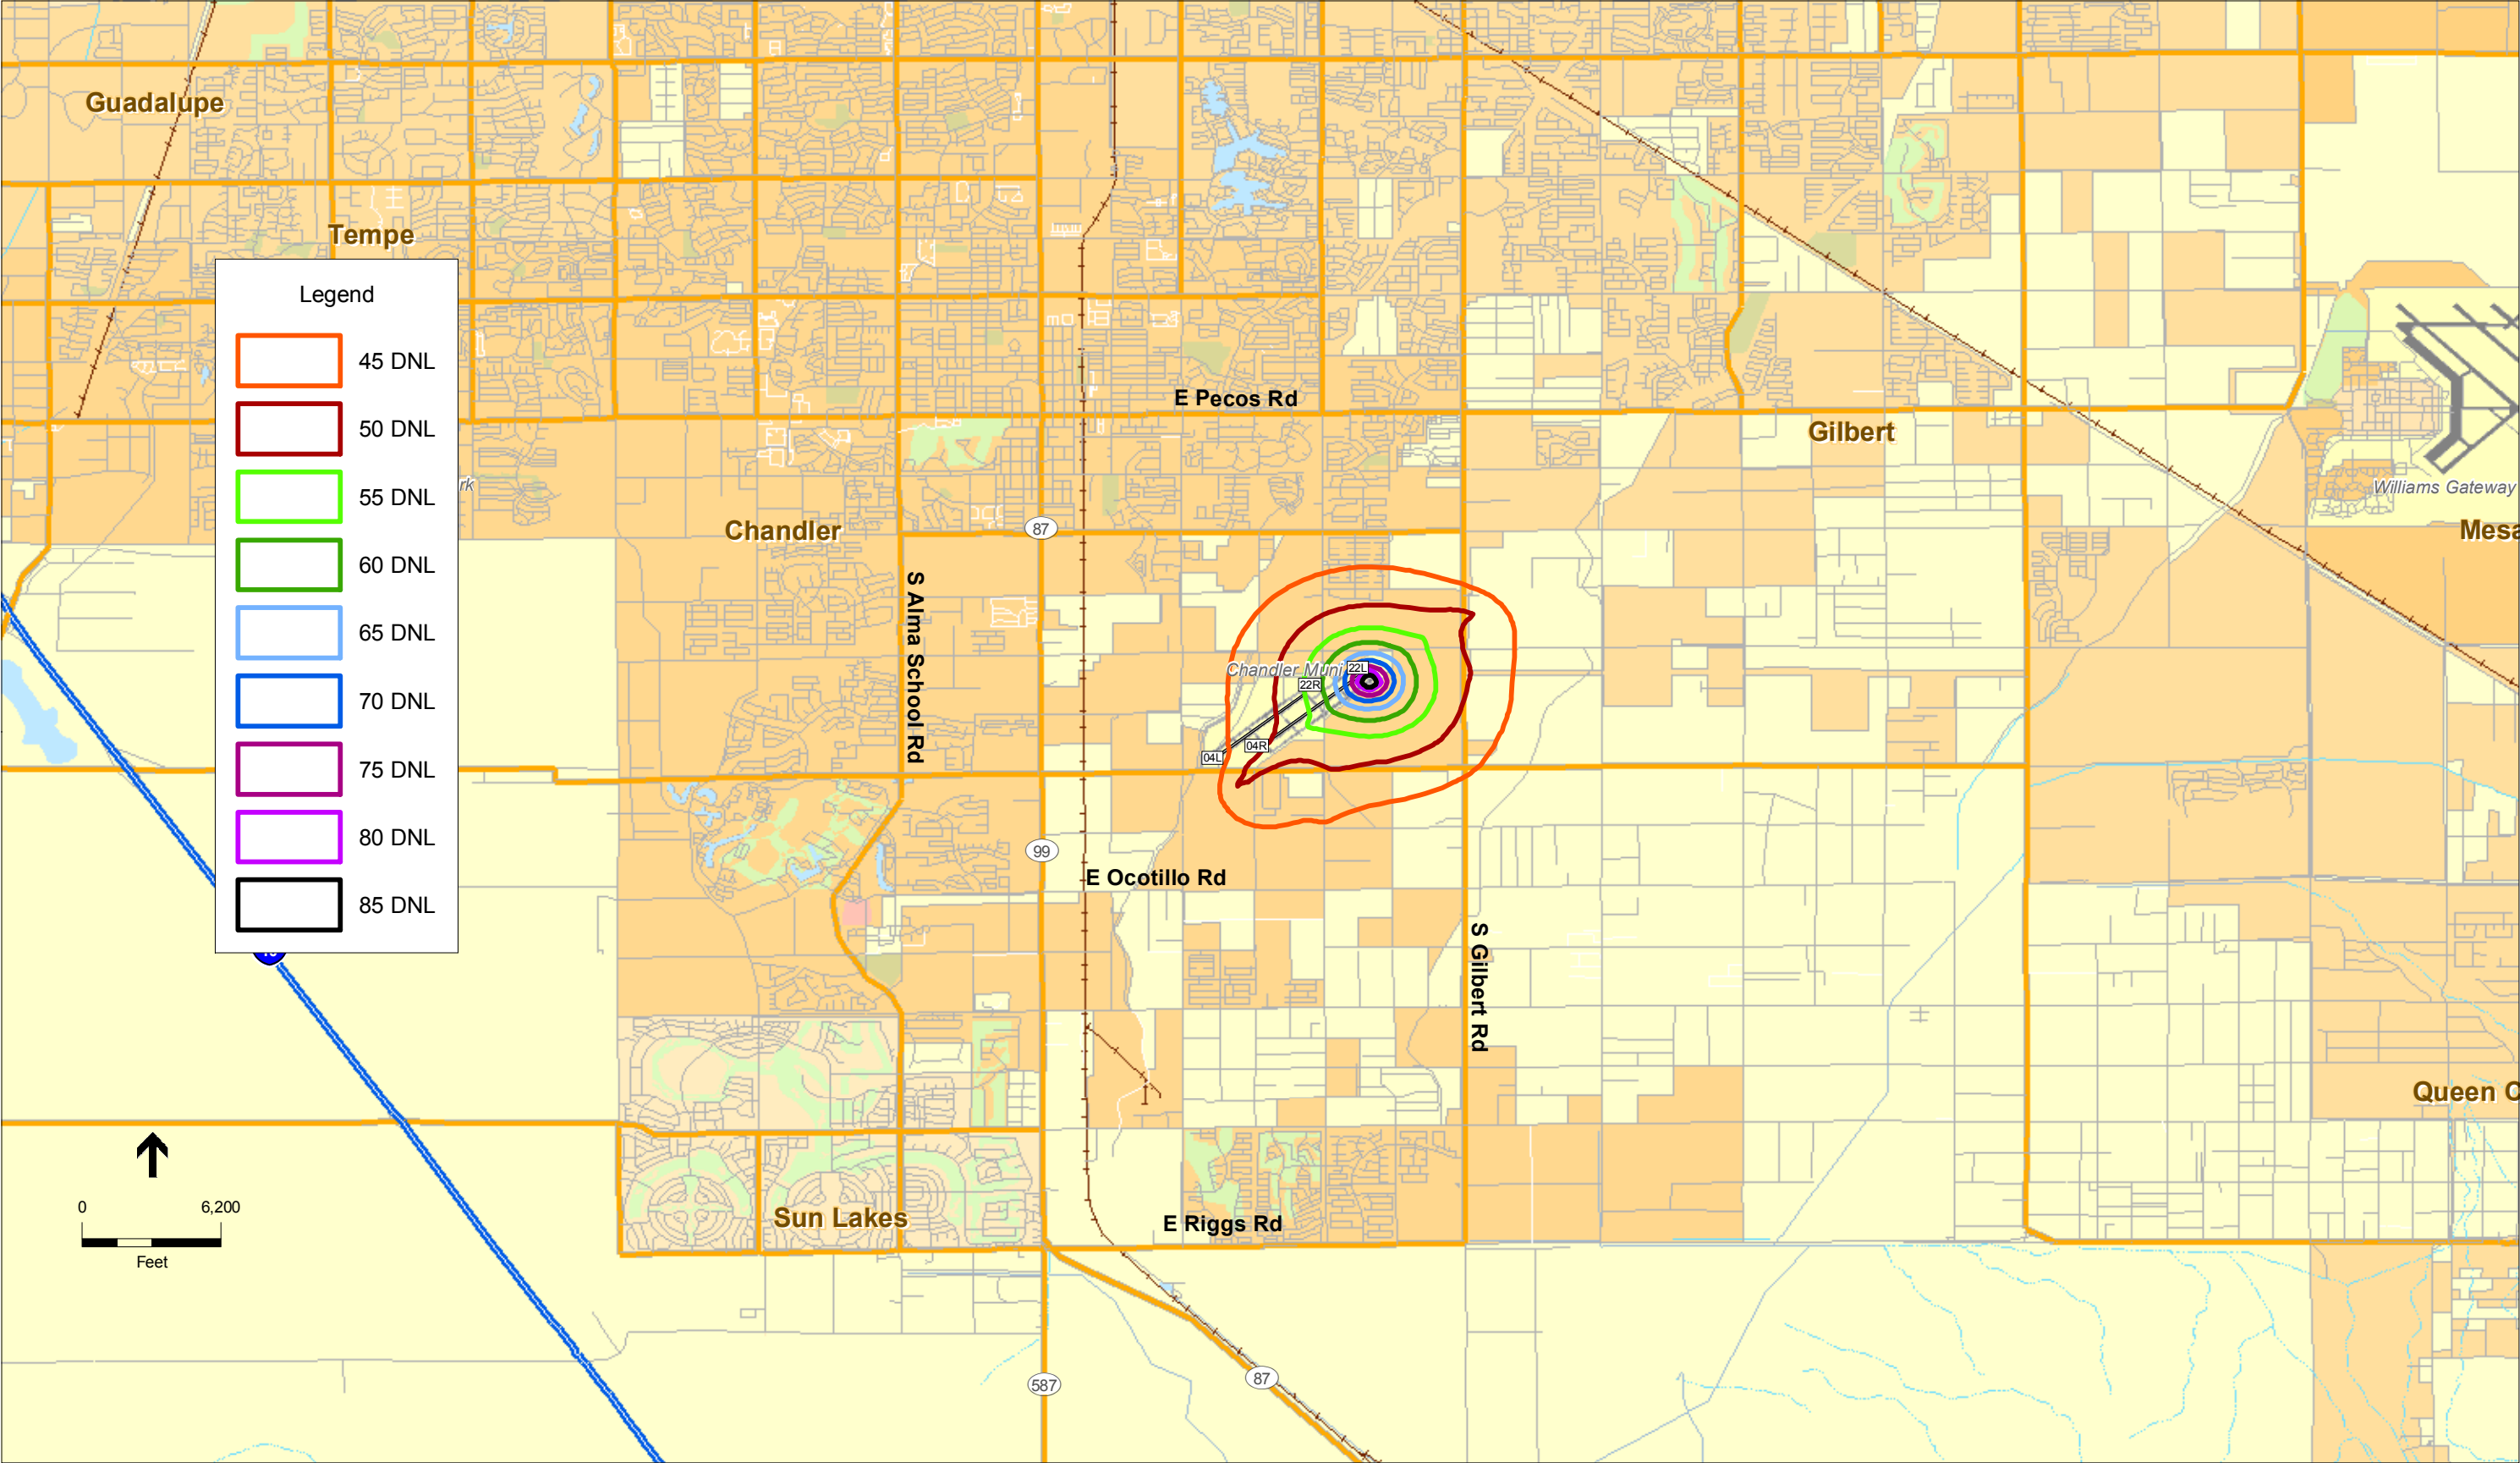 Guadalupe
Tempe
Legend
45 DNL
50 DNL
55 DNL
60 DNL
65 DNL
70 DNL
75 DNL
80 DNL
85 DNL
E Pecos Rd
Gilbert
rk
Williams Gateway
Mesa
Chandler
87
S Alma School Rd
Chandler Muni
22L
22R
04R
04L
99
E Ocotillo Rd
S Gilbert Rd
Queen C
0 6,200
Feet
Sun Lakes
E Riggs Rd
587
87